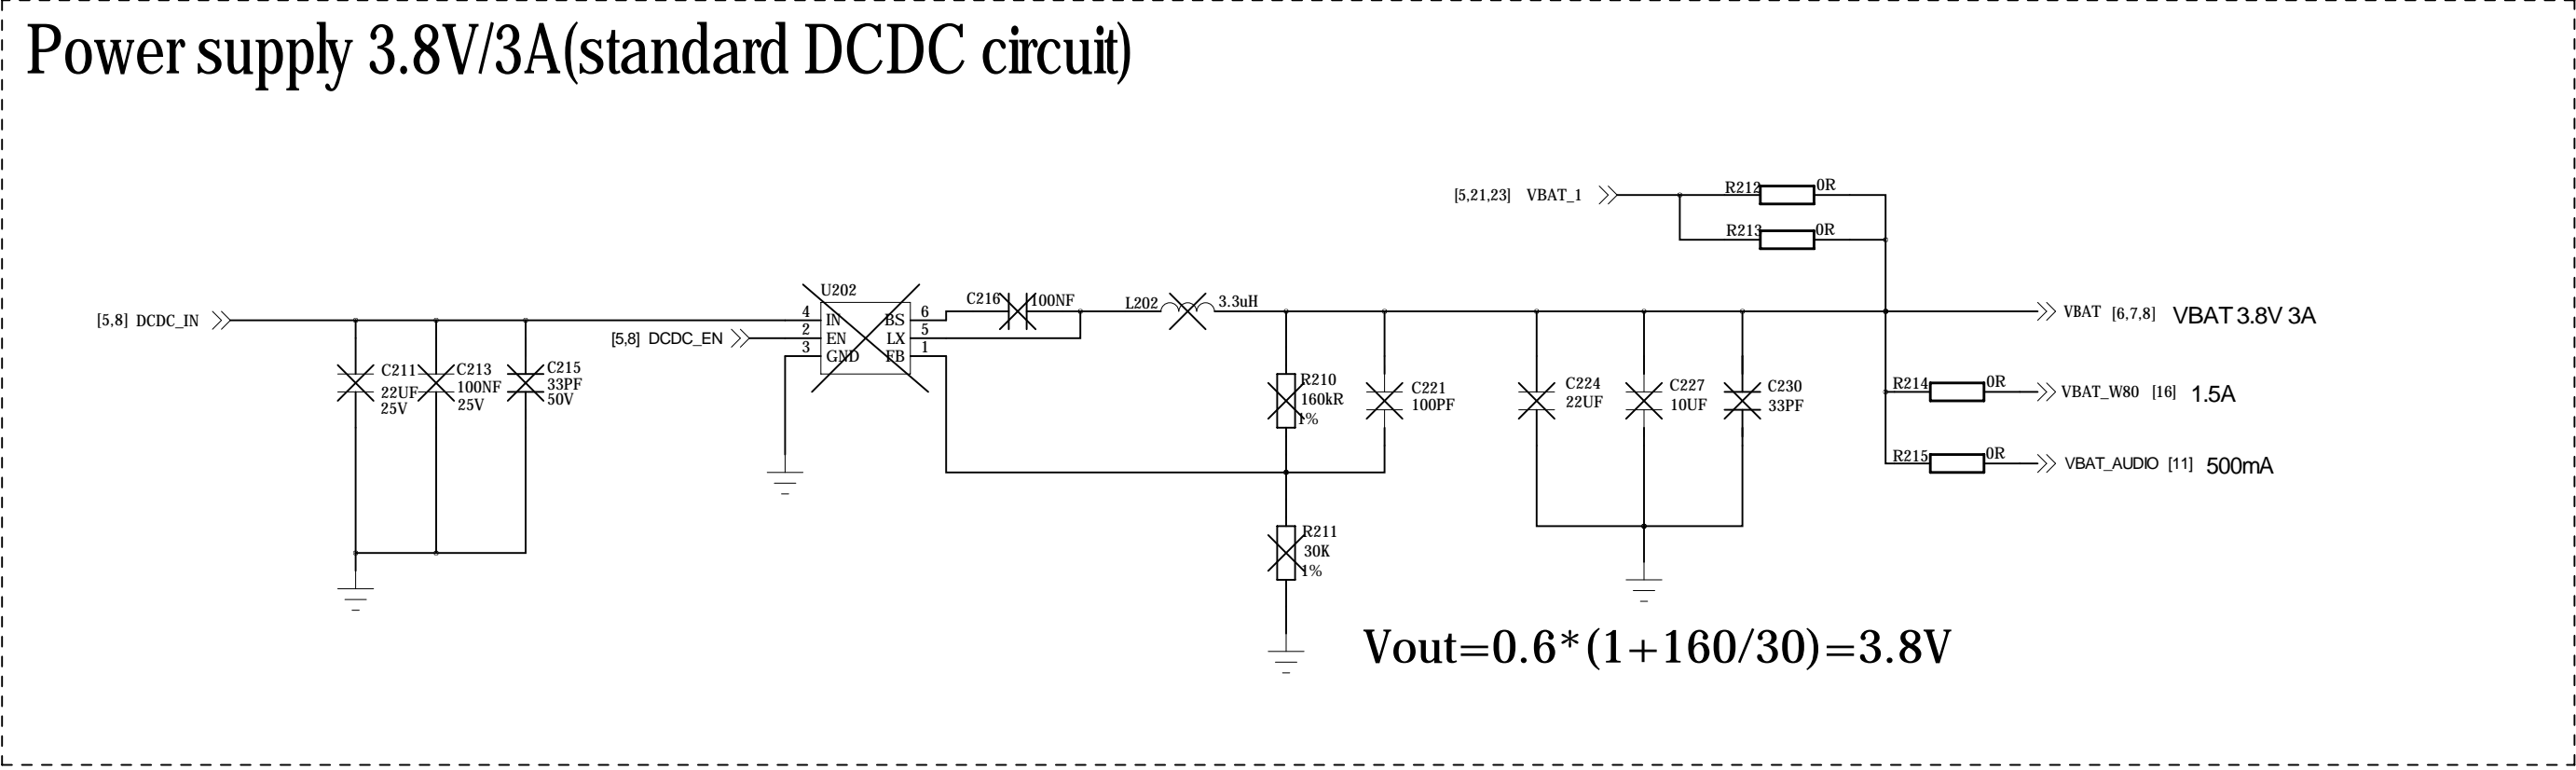 Power supply 3.8V/3A(standard DCDC circuit)
[5,21,23] VBAT_1
R212 0R
R213 0R
[5,8] DCDC_IN
C211
22UF
25V
C213
100NF
25V
C215
33PF
50V
[5,8] DCDC_EN
U202
4 IN BS 6
2 EN LX 5
3 GND FB 1
C216 100NF
L202 3.3uH
R210
160kR
1%
C221
100PF
R211
30K
1%
C224
22UF
C227
10UF
C230
33PF
VBAT [6,7,8] VBAT 3.8V 3A
R214 0R VBAT_W80 [16] 1.5A
R215 0R VBAT_AUDIO [11] 500mA
Vout=0.6*(1+160/30)=3.8V